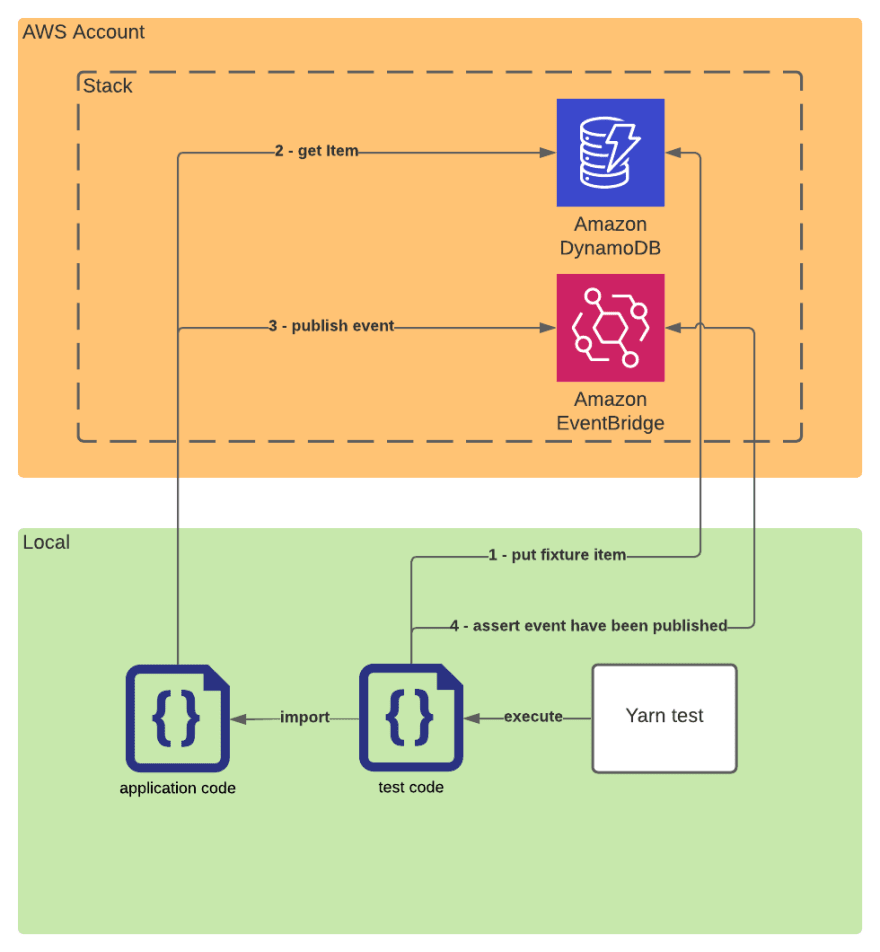 AWS Account
Stack
2 - get Item
Amazon
DynamoDB
3 - publish event
Amazon
EventBridge
Local
1 - put fixture item
4 - assert event have been published
{ }
import
{ }
execute
Yarn test
application code
test code